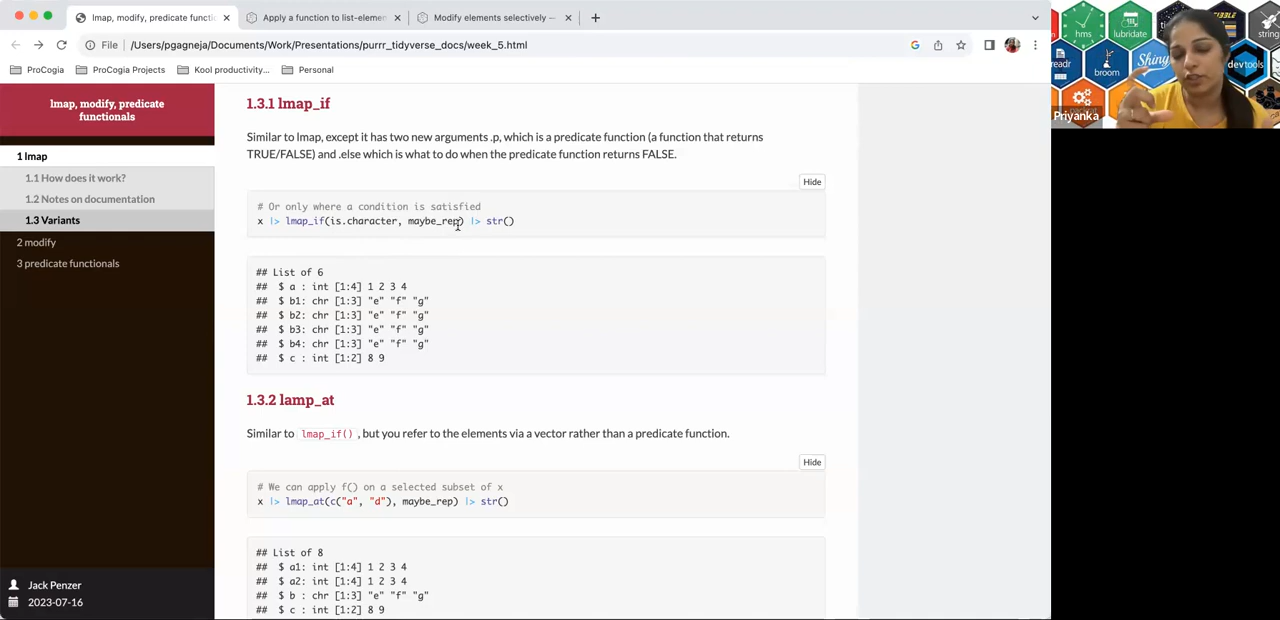 lmap, modify, predicate functi
Apply a function to list-elemen
Modify elements selectively —
File /Users/pgagneja/Documents/Work/Presentations/purrr_tidyverse_docs/week_5.html
ProCogia ProCogia Projects Kool productivity... Personal
lmap, modify, predicate
functionals
1 lmap
1.1 How does it work?
1.2 Notes on documentation
1.3 Variants
2 modify
3 predicate functionals
Jack Penzer
2023-07-16
1.3.1 lmap_if
Similar to lmap, except it has two new arguments .p, which is a predicate function (a function that returns
TRUE/FALSE) and .else which is what to do when the predicate function returns FALSE.
Hide
# Or only where a condition is satisfied
x |> lmap_if(is.character, maybe_rep) |> str()
## List of 6
## $ a : int [1:4] 1 2 3 4
## $ b1: chr [1:3] "e" "f" "g"
## $ b2: chr [1:3] "e" "f" "g"
## $ b3: chr [1:3] "e" "f" "g"
## $ b4: chr [1:3] "e" "f" "g"
## $ c : int [1:2] 8 9
1.3.2 lamp_at
Similar to lmap_if() , but you refer to the elements via a vector rather than a predicate function.
Hide
# We can apply f() on a selected subset of x
x |> lmap_at(c("a", "d"), maybe_rep) |> str()
## List of 8
## $ a1: int [1:4] 1 2 3 4
## $ a2: int [1:4] 1 2 3 4
## $ b : chr [1:3] "e" "f" "g"
## $ c : int [1:2] 8 9
hms
lubridate
string
readr
broom
Shiny
devtools
Priyanka